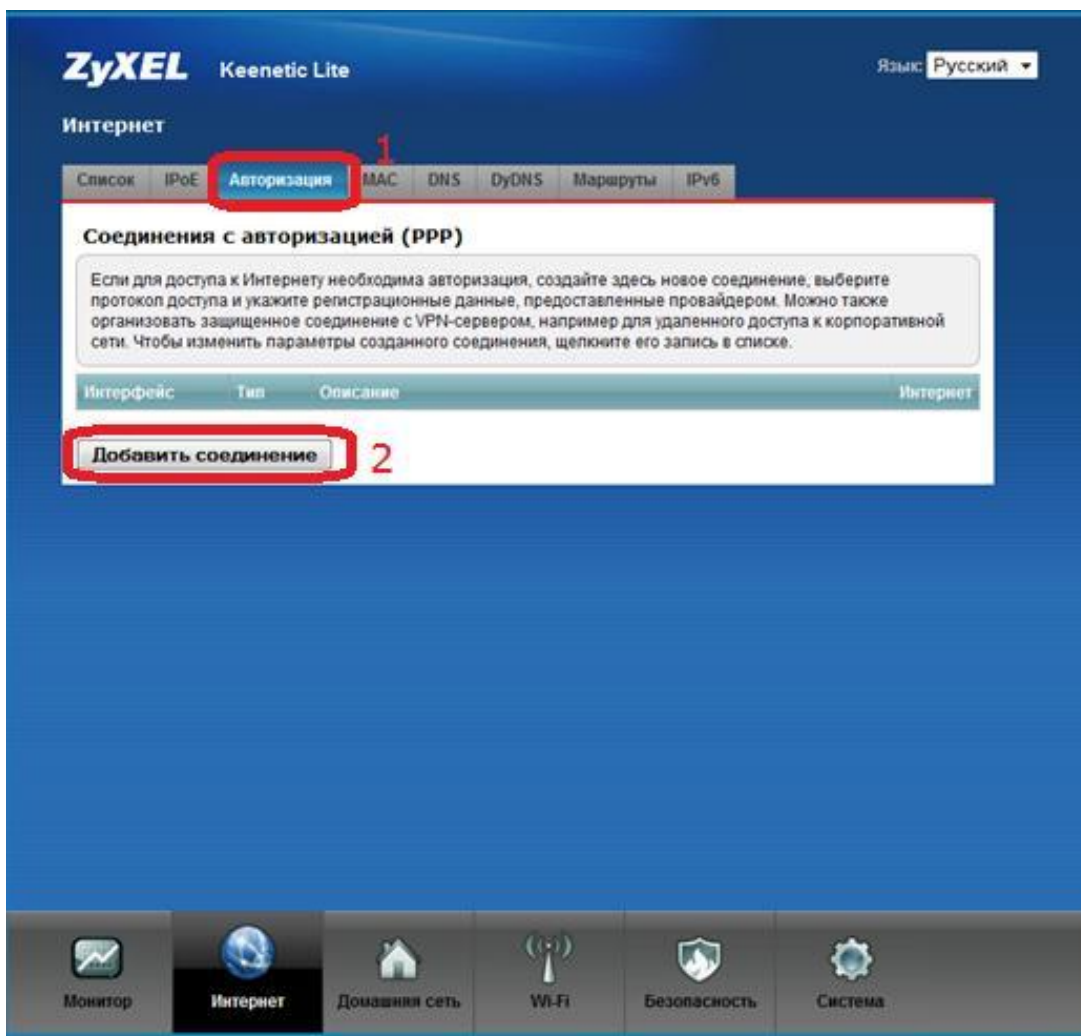 ZyXEL Keenetic Lite
Язык: Русский
Интернет
1
Список IPoE Авторизация MAC DNS DyDNS Маршруты IPv6
Соединения с авторизацией (PPP)
Если для доступа к Интернету необходима авторизация, создайте здесь новое соединение, выберите
протокол доступа и укажите регистрационные данные, предоставленные провайдером. Можно также
организовать защищенное соединение с VPN-сервером, например для удаленного доступа к корпоративной
сети. Чтобы изменить параметры созданного соединения, щелкните его запись в списке.
Интерфейс Тип Описание Интернет
Добавить соединение 2
Монитор Интернет Домашняя сеть Wi-Fi Безопасность Система